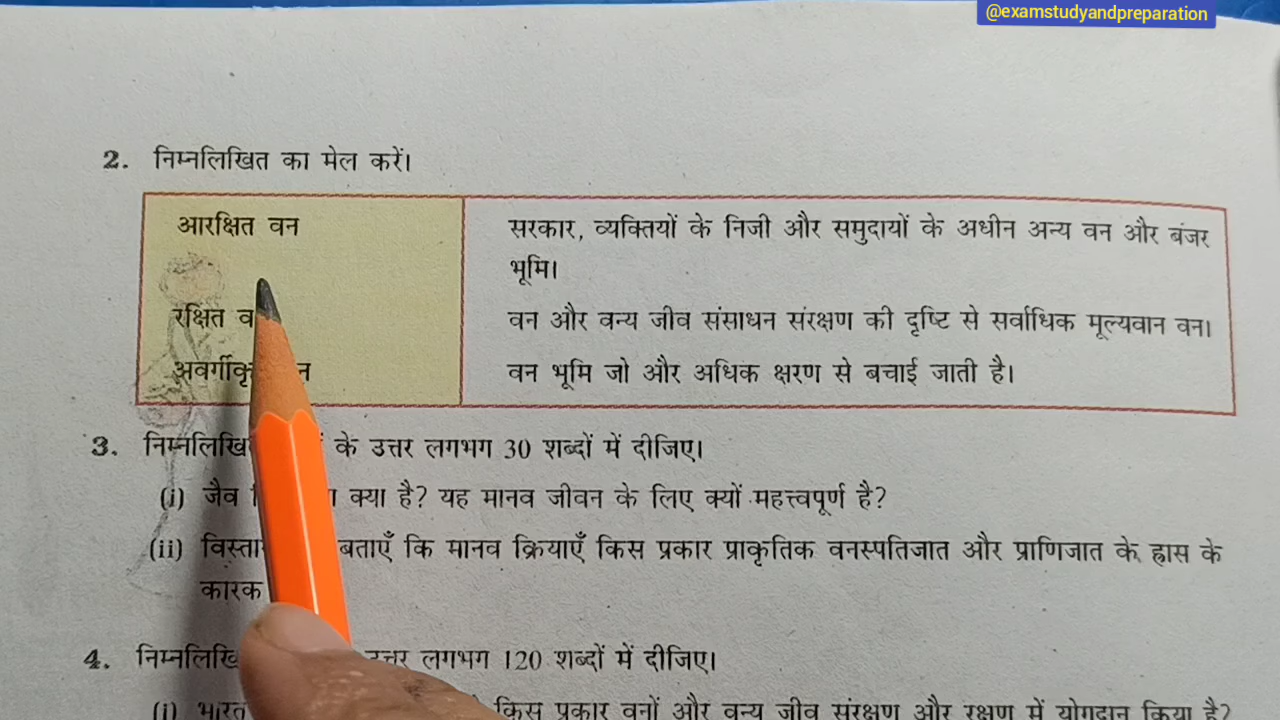 @examstudyandpreparation
2. निम्नलिखित का मेल करें।
आरक्षित वन
सरकार, व्यक्तियों के निजी और समुदायों के अधीन अन्य वन और बंजर
भूमि।
रक्षित
वन और वन्य जीव संसाधन संरक्षण की दृष्टि से सर्वाधिक मूल्यवान वन।
वन भूमि जो और अधिक क्षरण से बचाई जाती है।
3. के उत्तर लगभग 30 शब्दों में दीजिए।
(i) जैव क्या है? यह मानव जीवन के लिए क्यों महत्त्वपूर्ण है?
(ii) बताएँ कि मानव क्रियाएँ किस प्रकार प्राकृतिक वनस्पतिजात और प्राणिजात के ह्रास के
कारक
4. उत्तर लगभग 120 शब्दों में दीजिए।
(i) भारत किस प्रकार वनों और वन्य जीव संरक्षण और रक्षण में योगदान किया है?